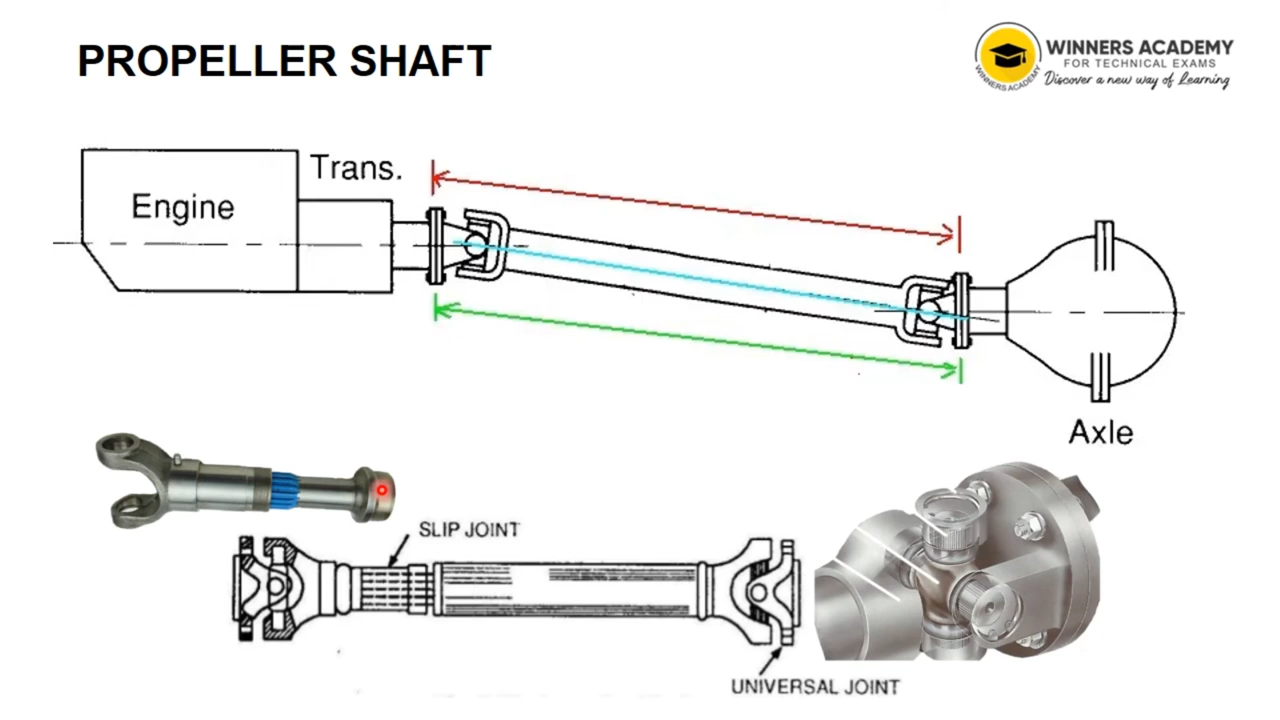 PROPELLER SHAFT
WINNERS ACADEMY
FOR TECHNICAL EXAMS
Discover a new way of Learning
WINNERS ACADEMY
Trans.
Engine
Axle
SLIP JOINT
UNIVERSAL JOINT